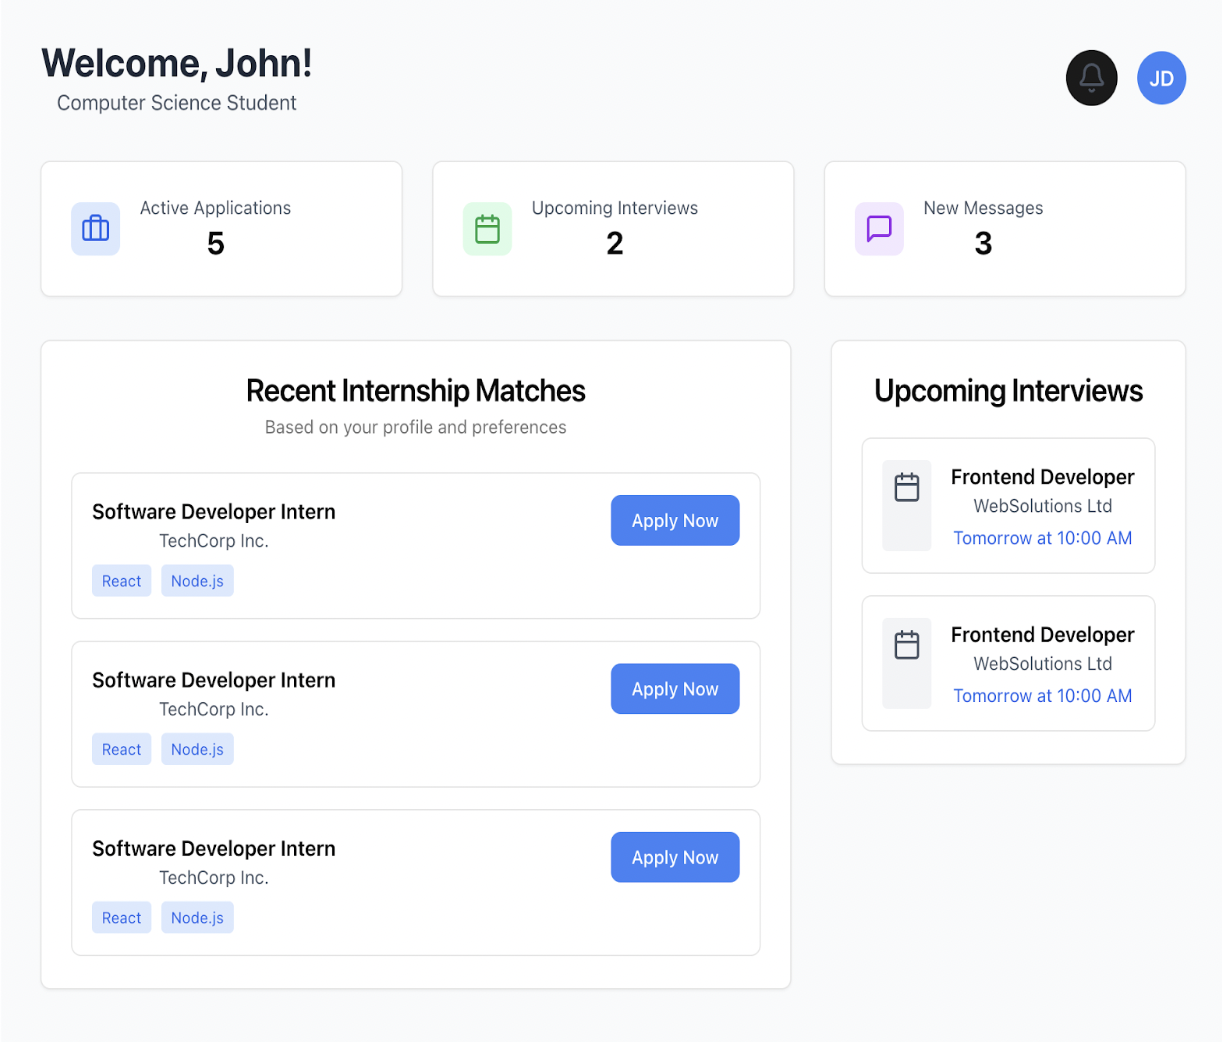 Welcome, John!
Computer Science Student
JD
Active Applications
5
Upcoming Interviews
2
New Messages
3
Recent Internship Matches
Based on your profile and preferences
Software Developer Intern
TechCorp Inc.
React Node.js
Apply Now
Software Developer Intern
TechCorp Inc.
React Node.js
Apply Now
Software Developer Intern
TechCorp Inc.
React Node.js
Apply Now
Upcoming Interviews
Frontend Developer
WebSolutions Ltd
Tomorrow at 10:00 AM
Frontend Developer
WebSolutions Ltd
Tomorrow at 10:00 AM